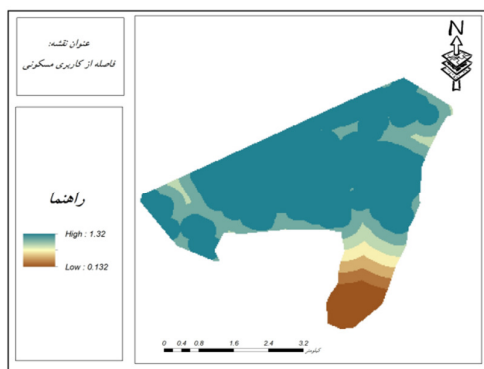 عنوان نقشه:
فاصله از کاربری مسکونی
N
راهنما
High : 1.32
Low : 0.132
0 0.4 0.8 1.6 2.4 3.2
کیلومتر